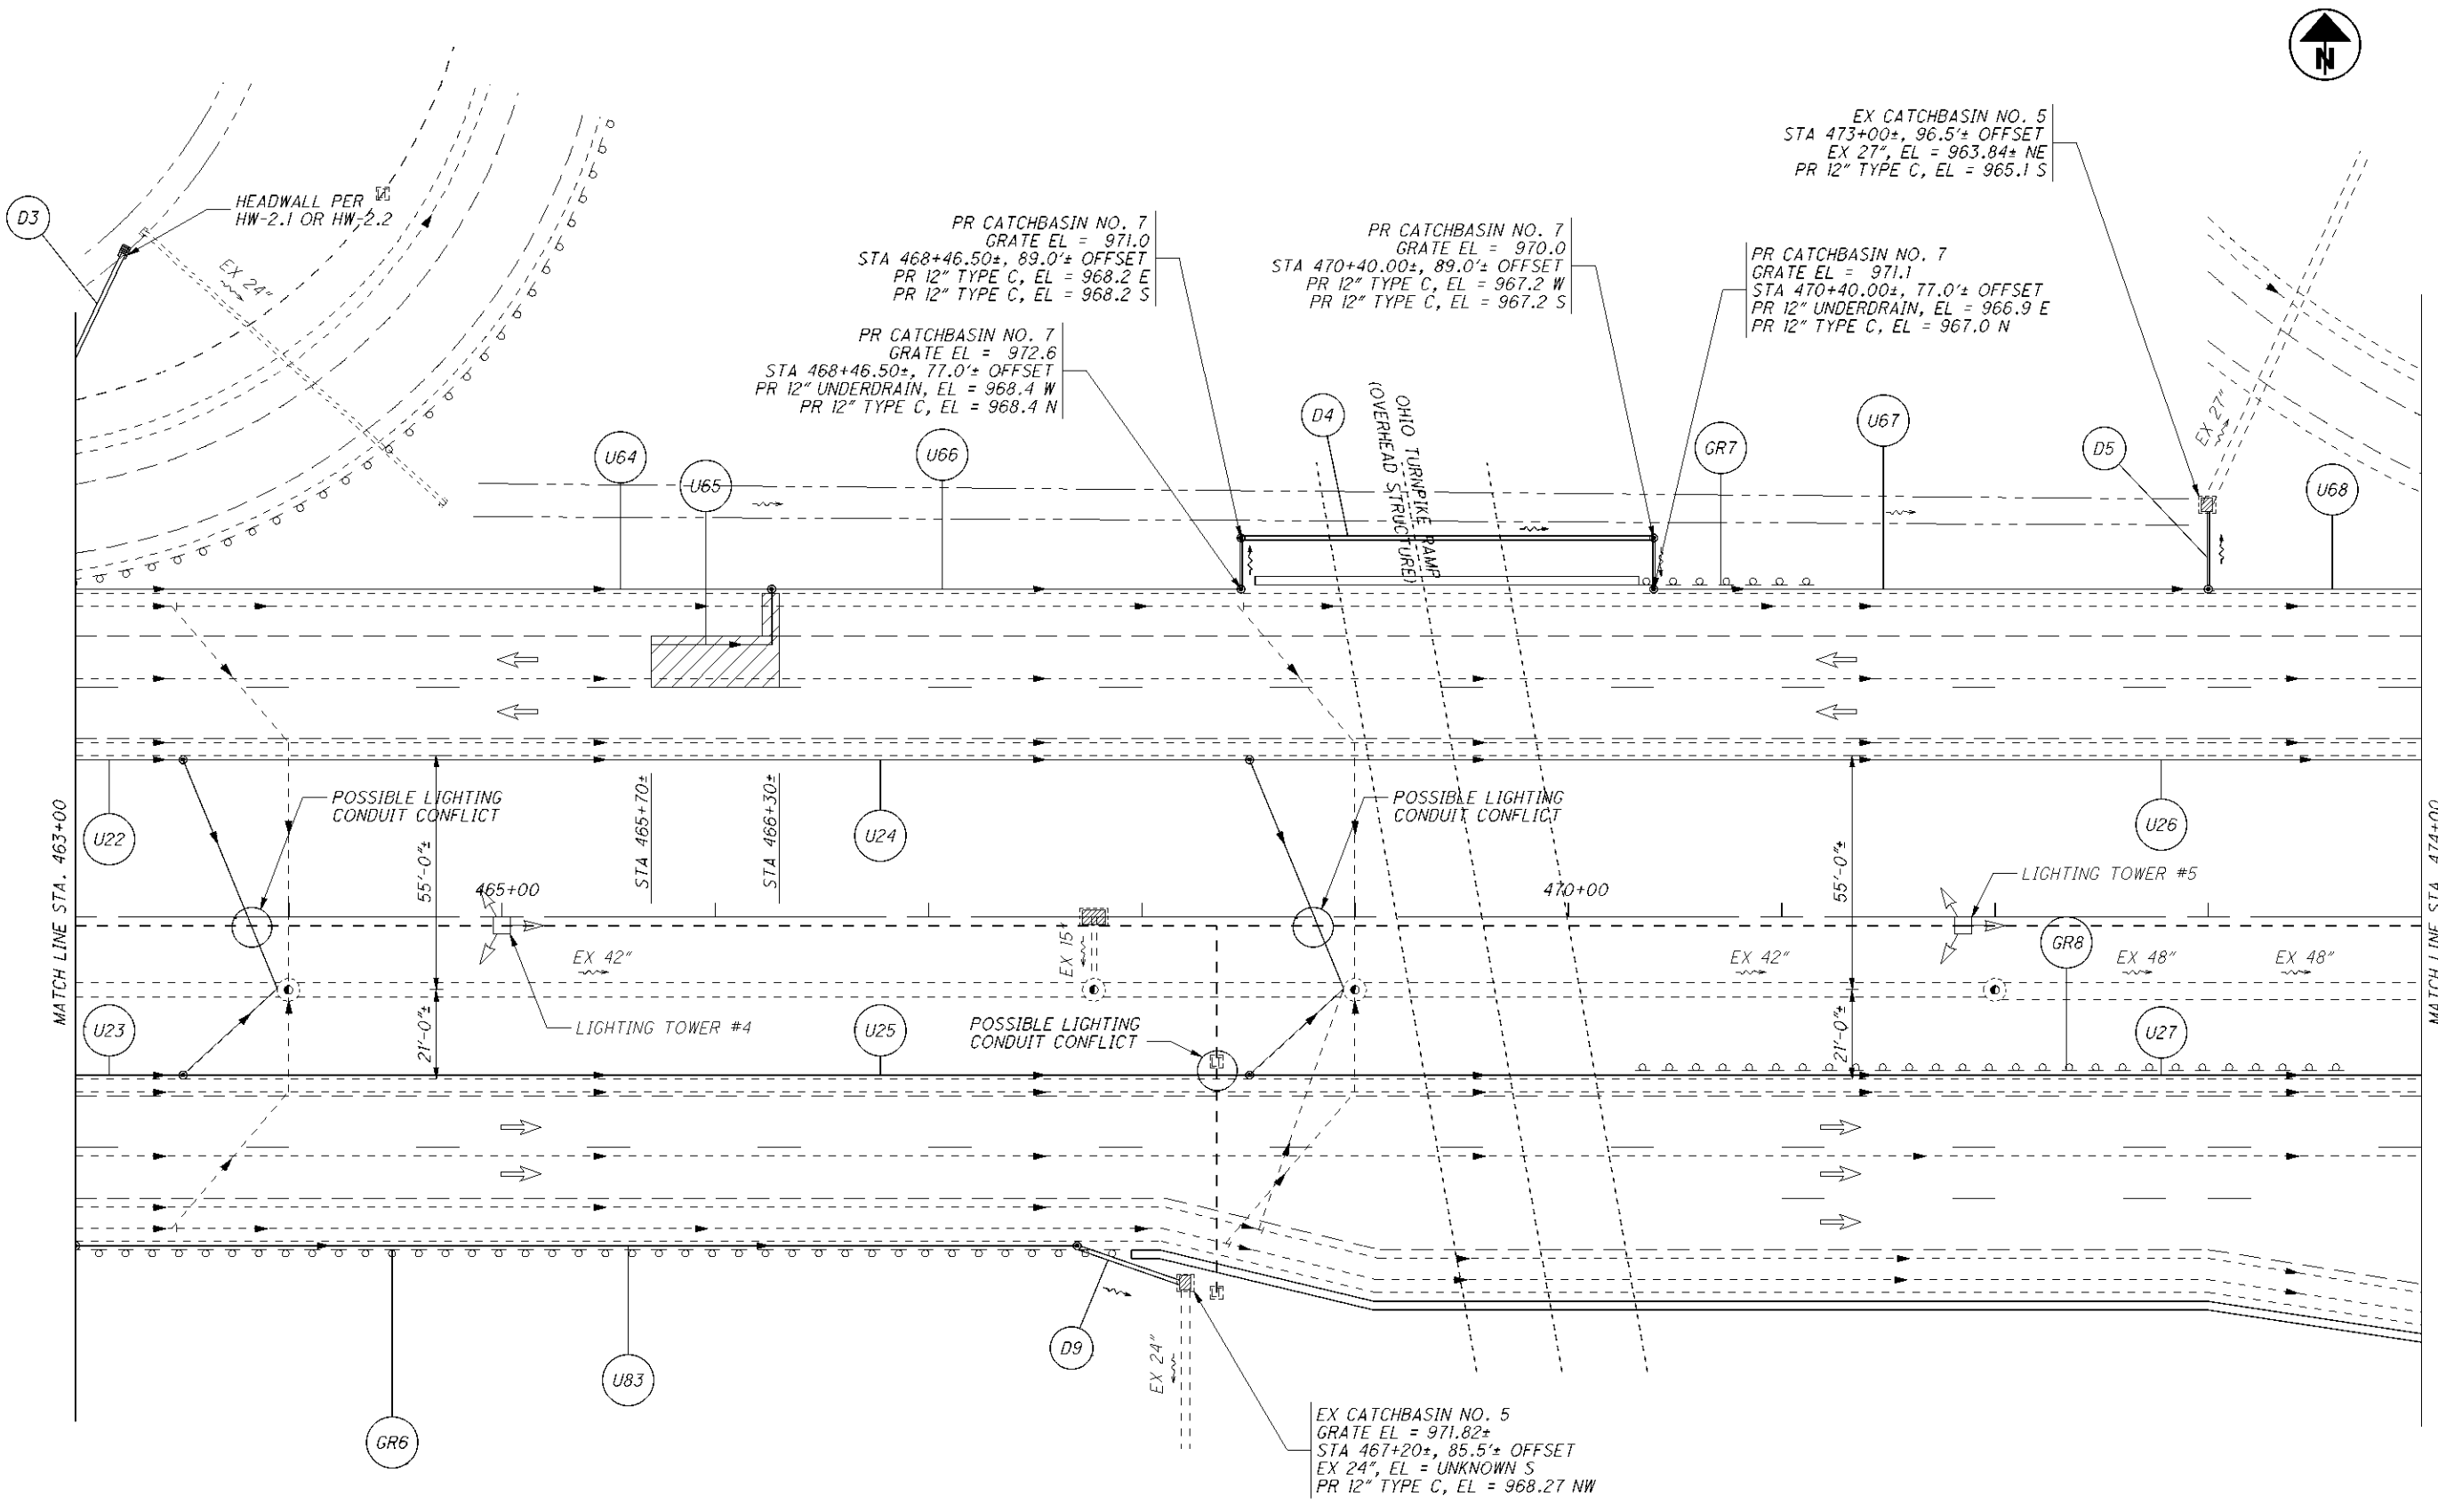 N
EX CATCHBASIN NO. 5
STA 473+00±, 96.5'± OFFSET
EX 27", EL = 963.84± NE
PR 12" TYPE C, EL = 965.1 S
D3
HEADWALL PER
HW-2.1 OR HW-2.2
EX 24"
PR CATCHBASIN NO. 7
GRATE EL = 971.0
STA 468+46.50±, 89.0'± OFFSET
PR 12" TYPE C, EL = 968.2 E
PR 12" TYPE C, EL = 968.2 S
PR CATCHBASIN NO. 7
GRATE EL = 970.0
STA 470+40.00±, 89.0'± OFFSET
PR 12" TYPE C, EL = 967.2 W
PR 12" TYPE C, EL = 967.2 S
PR CATCHBASIN NO. 7
GRATE EL = 971.1
STA 470+40.00±, 77.0'± OFFSET
PR 12" UNDERDRAIN, EL = 966.9 E
PR 12" TYPE C, EL = 967.0 N
PR CATCHBASIN NO. 7
GRATE EL = 972.6
STA 468+46.50±, 77.0'± OFFSET
PR 12" UNDERDRAIN, EL = 968.4 W
PR 12" TYPE C, EL = 968.4 N
U64
U65
U66
D4
OHIO TURNPIKE RAMP
(OVERHEAD STRUCTURE)
GR7
U67
D5
EX 27"
U68
MATCH LINE STA. 463+00
U22
POSSIBLE LIGHTING
CONDUIT CONFLICT
55'-0"±
465+00
STA 465+70±
STA 466+30±
U24
POSSIBLE LIGHTING
CONDUIT CONFLICT
470+00
55'-0"±
U26
LIGHTING TOWER #5
MATCH LINE STA. 474+00
EX 42"
EX 15"
EX 42"
GR8
EX 48"
EX 48"
U23
21'-0"±
LIGHTING TOWER #4
U25
POSSIBLE LIGHTING
CONDUIT CONFLICT
21'-0"±
U27
GR6
U83
D9
EX 24"
EX CATCHBASIN NO. 5
GRATE EL = 971.82±
STA 467+20±, 85.5'± OFFSET
EX 24", EL = UNKNOWN S
PR 12" TYPE C, EL = 968.27 NW